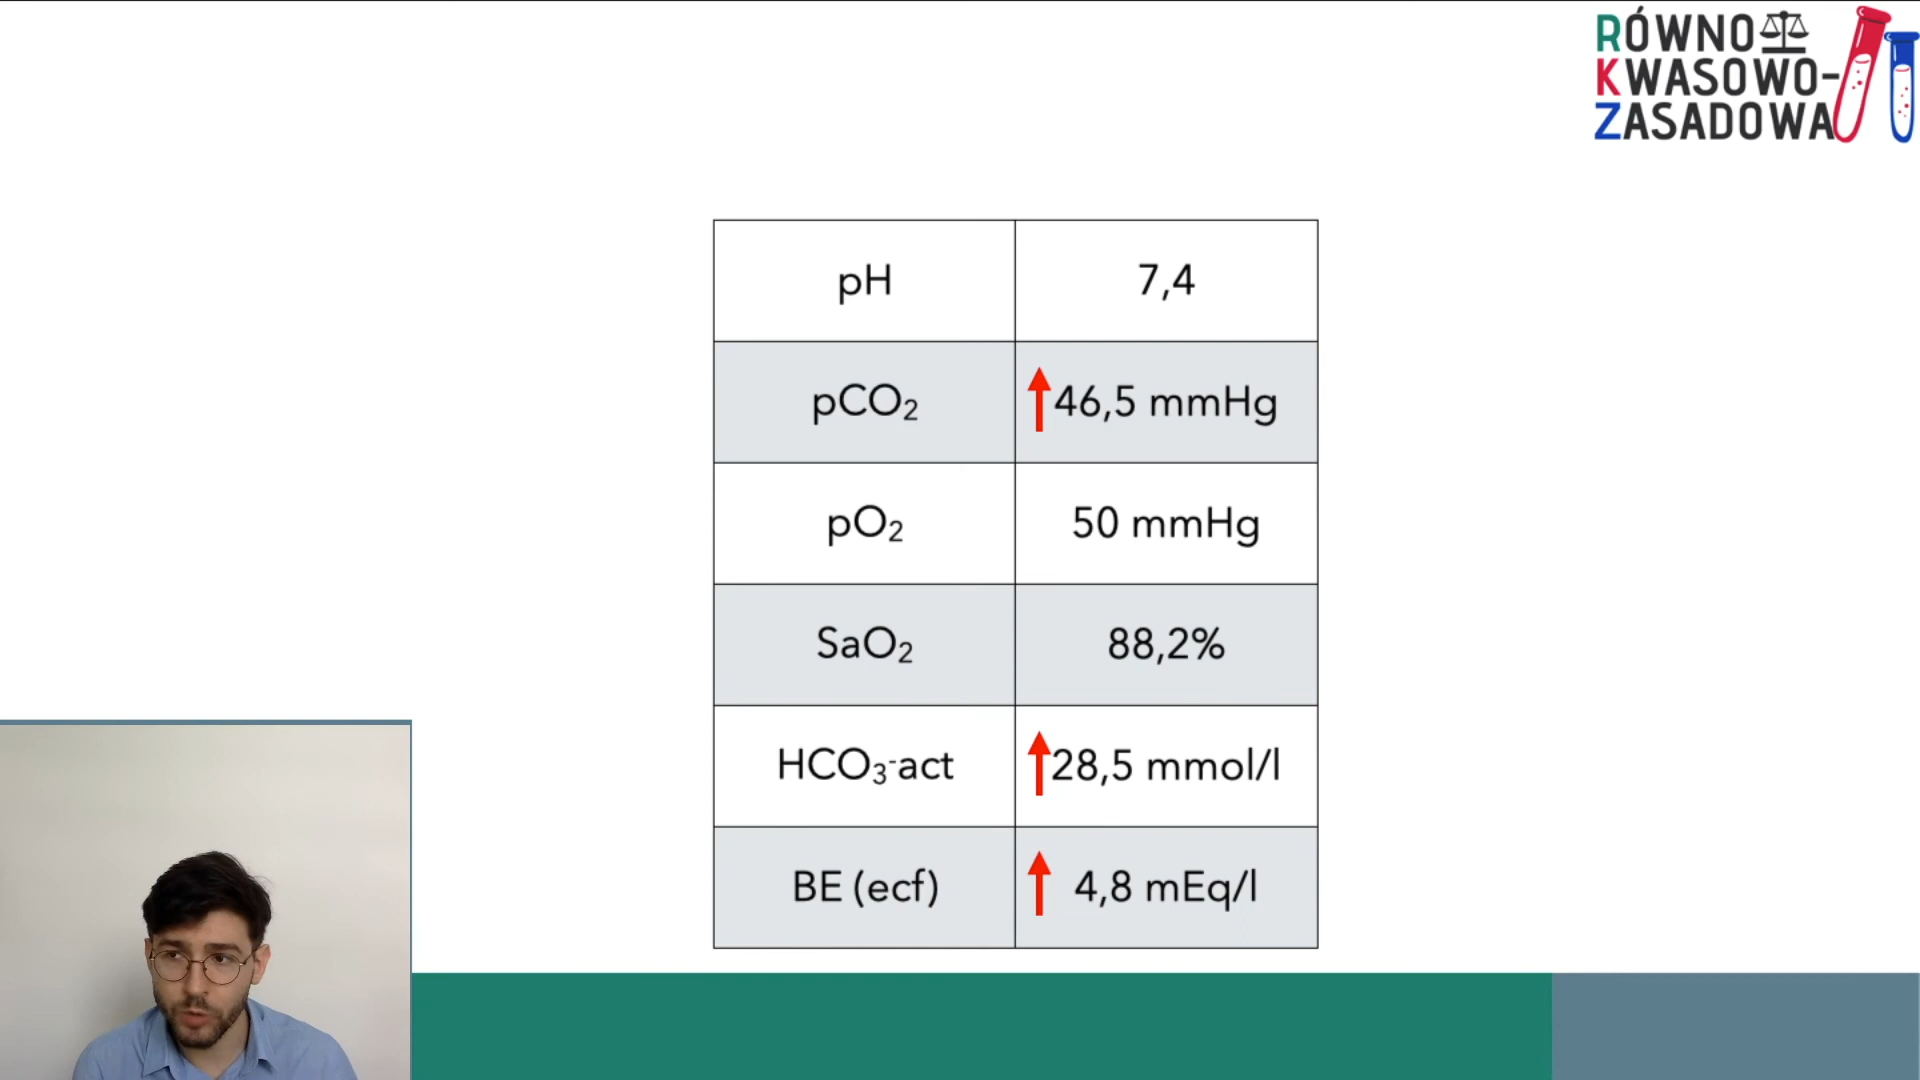 RÓWNO
KWASOWO-
ZASADOWA
pH 7,4
pCO₂ 46,5 mmHg
pO₂ 50 mmHg
SaO₂ 88,2%
HCO₃⁻act 28,5 mmol/l
BE (ecf) 4,8 mEq/l